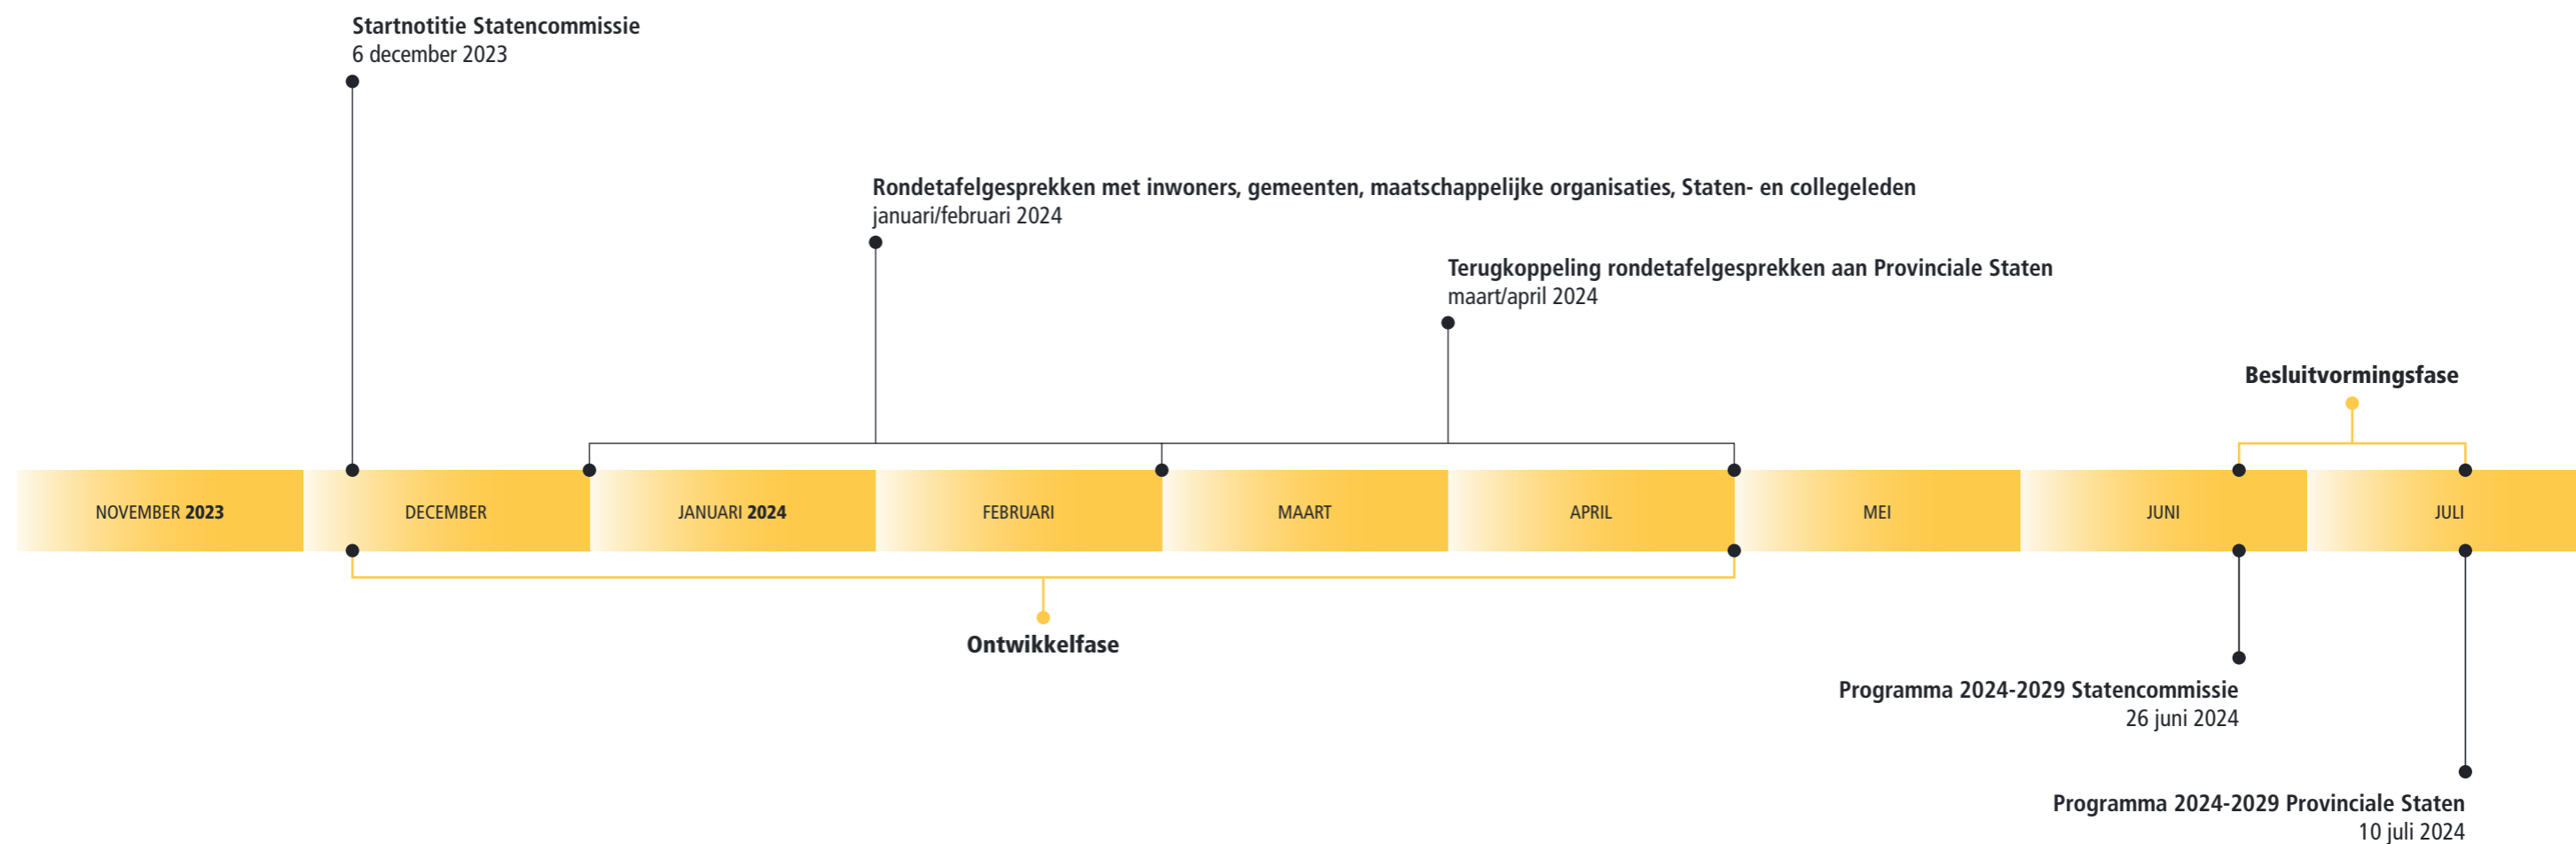 Startnotitie Statencommissie
6 december 2023
Rondetafelgesprekken met inwoners, gemeenten, maatschappelijke organisaties, Staten- en collegeleden
januari/februari 2024
Terugkoppeling rondetafelgesprekken aan Provinciale Staten
maart/april 2024
Besluitvormingsfase
NOVEMBER 2023
DECEMBER
JANUARI 2024
FEBRUARI
MAART
APRIL
MEI
JUNI
JULI
Ontwikkelfase
Programma 2024-2029 Statencommissie
26 juni 2024
Programma 2024-2029 Provinciale Staten
10 juli 2024